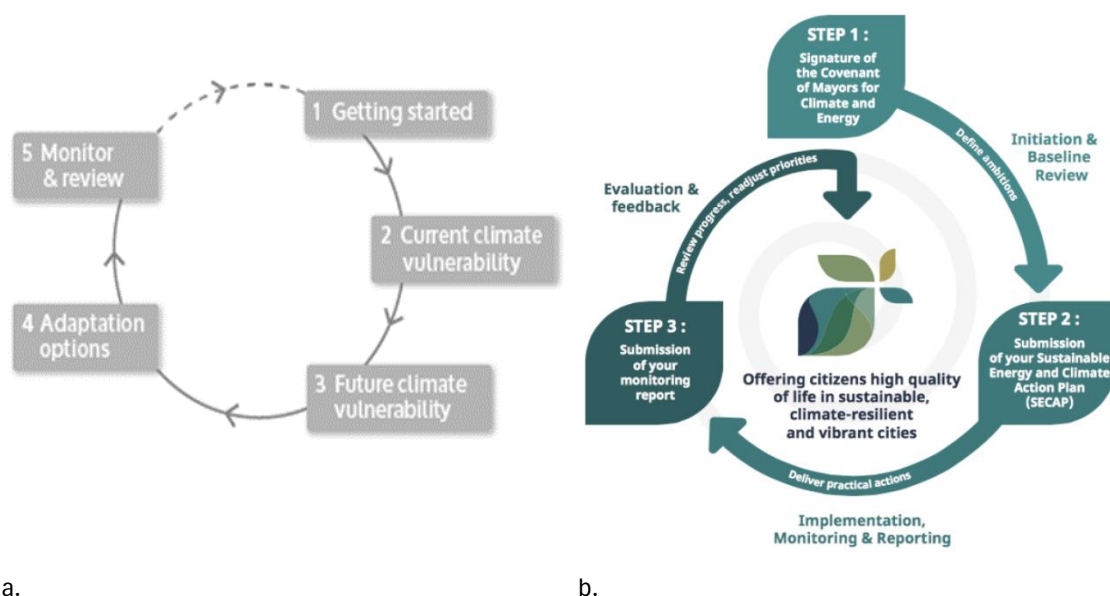 1 Getting started
2 Current climate
vulnerability
3 Future climate
vulnerability
4 Adaptation
options
5 Monitor
& review
a.
STEP 1 :
Signature of
the Covenant
of Mayors for
Climate and
Energy
Define ambitions
Initiation &
Baseline
Review
STEP 2 :
Submission
of your Sustainable
Energy and Climate
Action Plan
(SECAP)
Deliver practical actions
Implementation,
Monitoring & Reporting
STEP 3 :
Submission
of your
monitoring
report
Review progress, readjust priorities
Evaluation &
feedback
Offering citizens high quality
of life in sustainable,
climate-resilient
and vibrant cities
b.